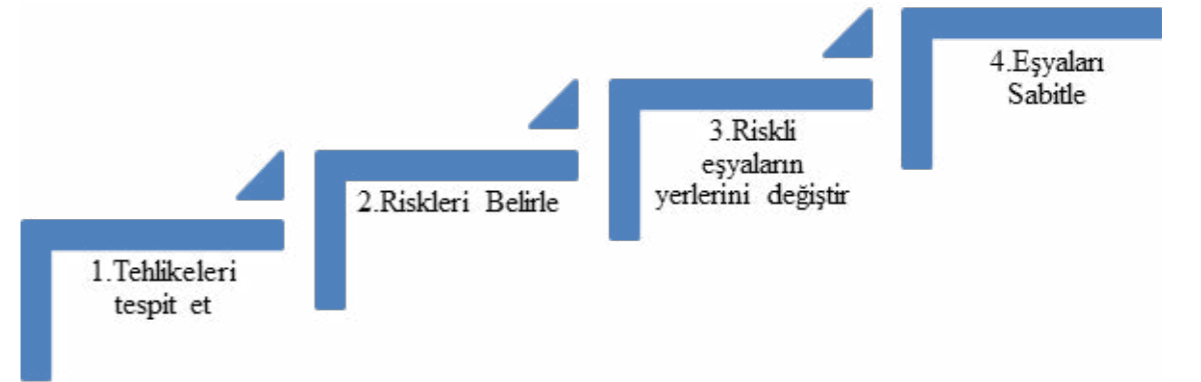 1.Tehlikeleri
tespit et
2.Riskleri Belirle
3.Riskli
eşyaların
yerlerini değiştir
4.Eşyaları
Sabitle